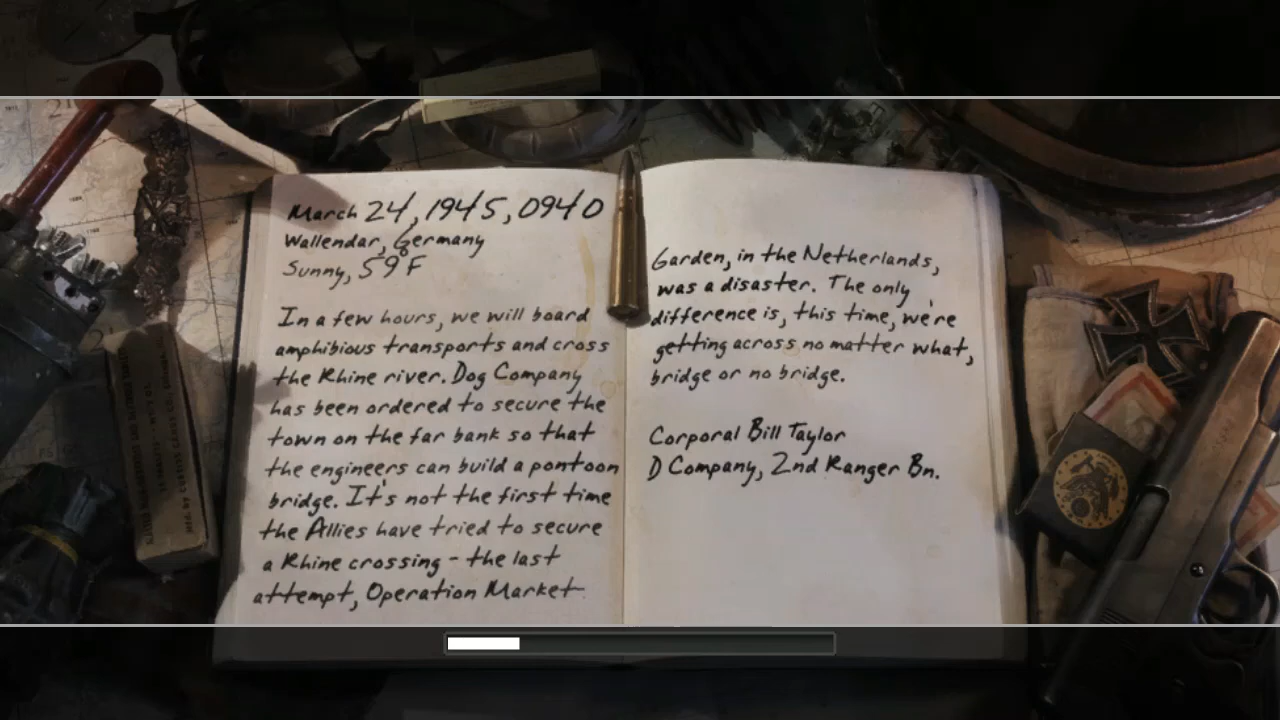 March 24, 1945, 0940
Wallendar, Germany
Sunny, 59°F
In a few hours, we will board
amphibious transports and cross
the Rhine river. Dog Company
has been ordered to secure the
town on the far bank so that
the engineers can build a pontoon
bridge. It's not the first time
the Allies have tried to secure
a Rhine crossing - the last
attempt, Operation Market
Garden, in the Netherlands,
was a disaster. The only
difference is, this time, we're
getting across no matter what,
bridge or no bridge.
Corporal Bill Taylor
D Company, 2nd Ranger Bn.